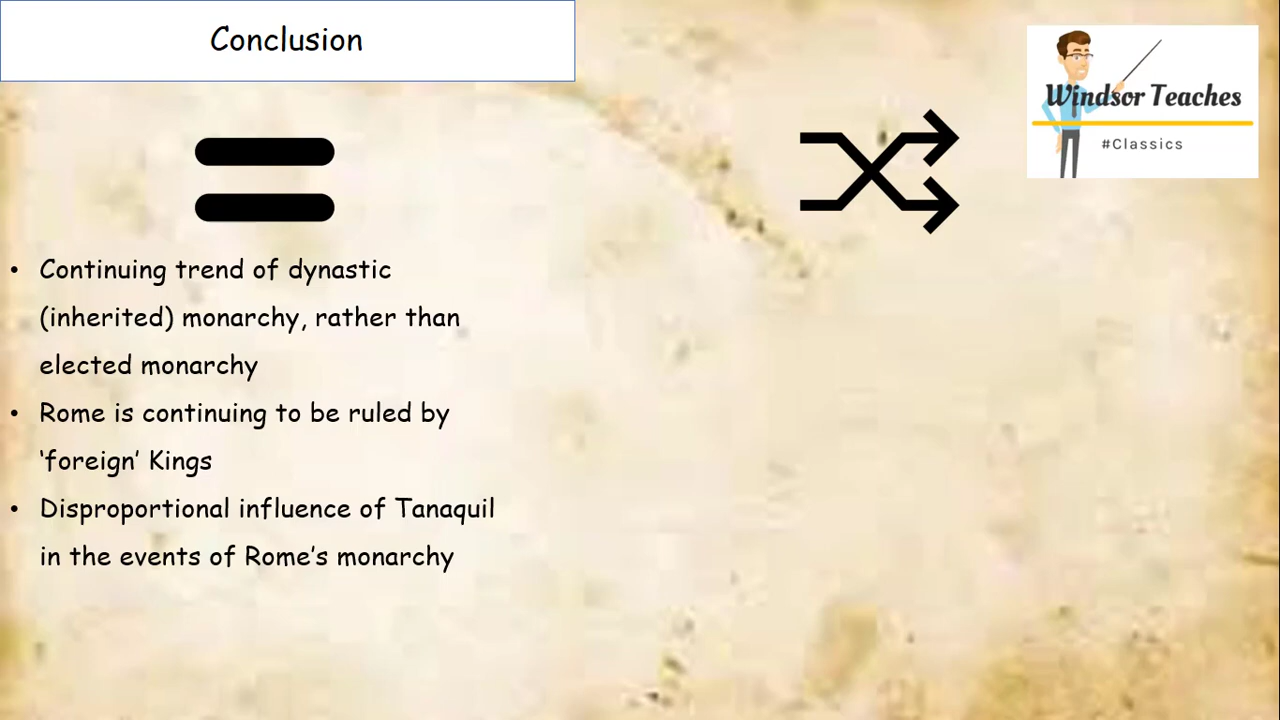 Conclusion
Windsor Teaches
#Classics
• Continuing trend of dynastic
(inherited) monarchy, rather than
elected monarchy
• Rome is continuing to be ruled by
‘foreign’ Kings
• Disproportional influence of Tanaquil
in the events of Rome’s monarchy